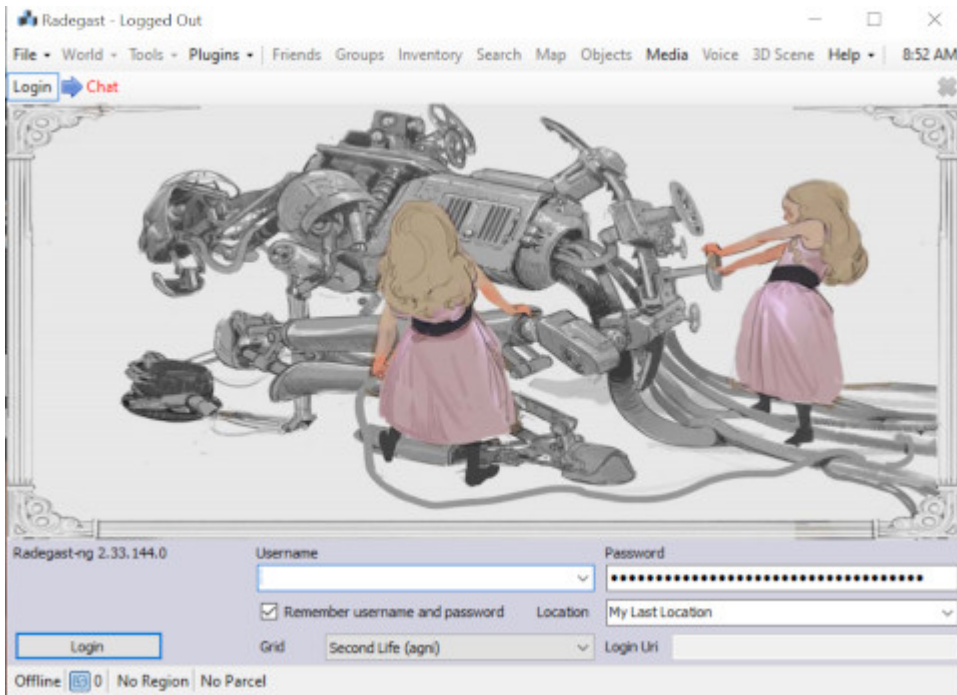 Radegast - Logged Out
File World Tools Plugins Friends Groups Inventory Search Map Objects Media Voice 3D Scene Help 8:52 AM
Login Chat
Radegast-ng 2.33.144.0 Username Password
••••••••••••••••••••••••••••••••••••
Remember username and password Location My Last Location
Login Grid Second Life (agni) Login Uri
Offline 0 No Region No Parcel